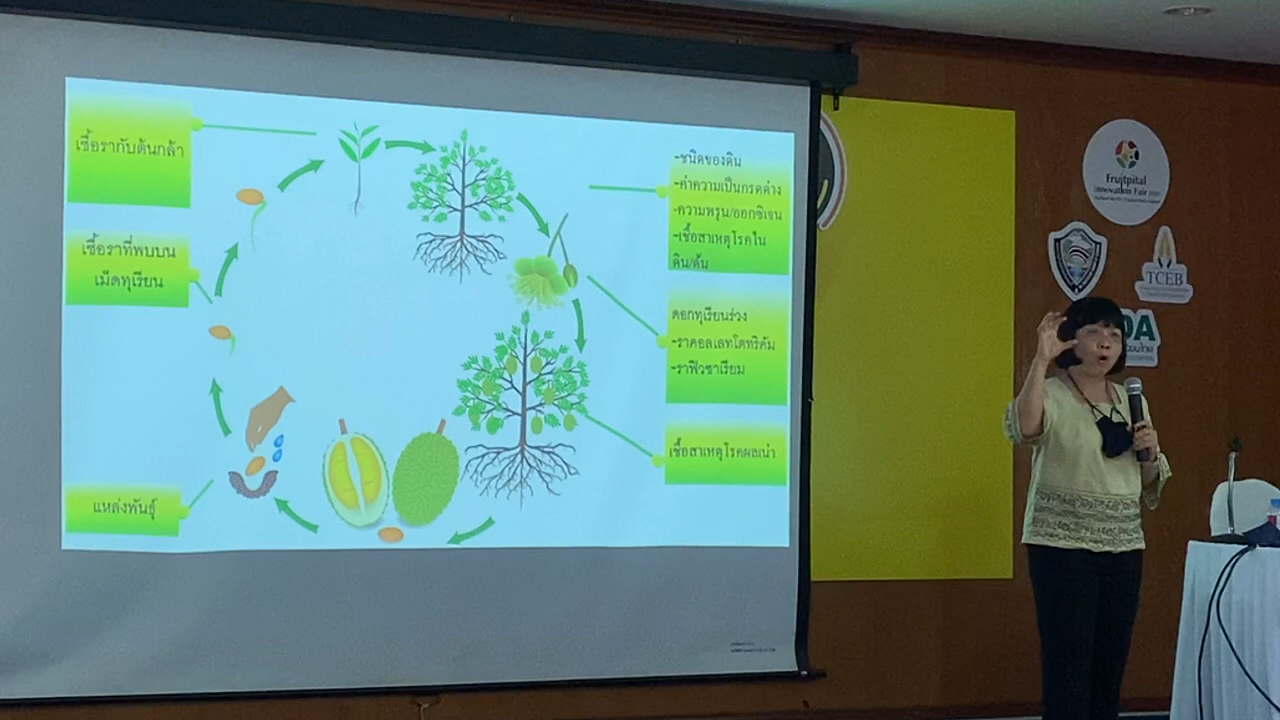 เชื้อรากับต้นกล้า
เชื้อราที่พบบน
เม็ดทุเรียน
แหล่งพันธุ์
-ชนิดของดิน
-ค่าความเป็นกรดด่าง
-ความพรุน/ออกซิเจน
-เชื้อสาเหตุโรคใน
ดิน/ต้น
ดอกทุเรียนร่วง
-ราคอลเลทโตทริคัม
-ราฟิวซาเรียม
เชื้อสาเหตุโรคผลเน่า
Fruitpital
Innovation Fair
TCEB